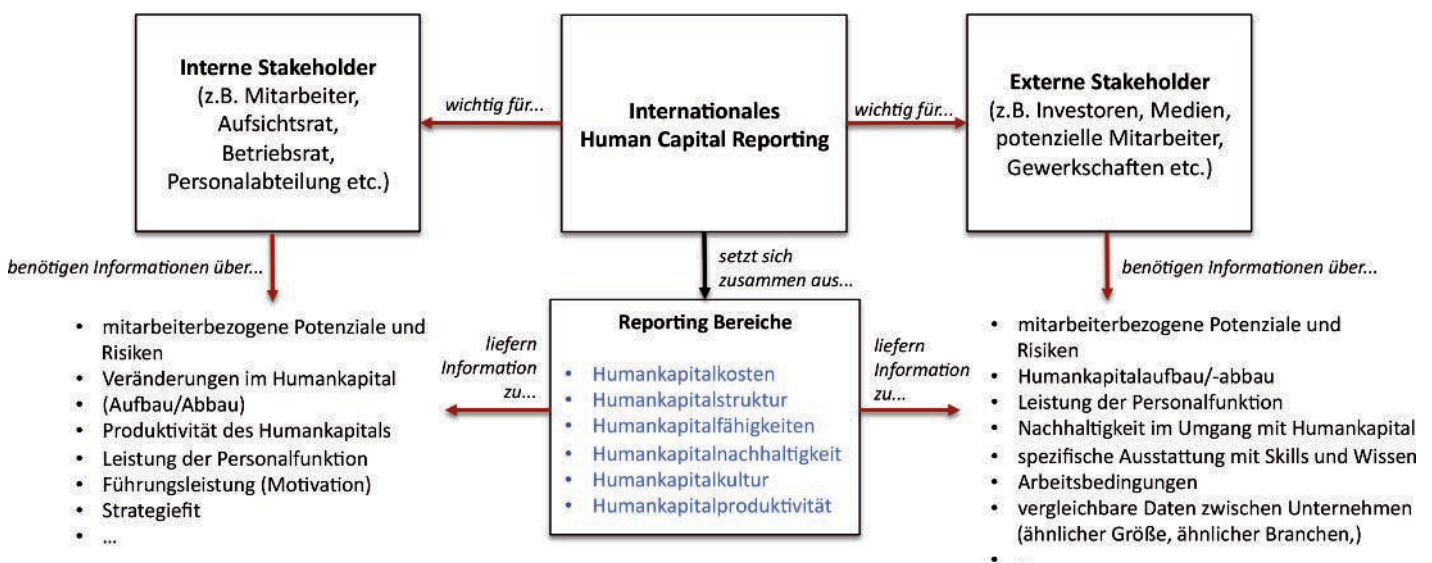 Interne Stakeholder
(z.B. Mitarbeiter,
Aufsichtsrat,
Betriebsrat,
Personalabteilung etc.)
wichtig für...
Internationales
Human Capital Reporting
wichtig für...
Externe Stakeholder
(z.B. Investoren, Medien,
potenzielle Mitarbeiter,
Gewerkschaften etc.)
benötigen Informationen über...
setzt sich
zusammen aus...
benötigen Informationen über...
• mitarbeiterbezogene Potenziale und
Risiken
• Veränderungen im Humankapital
• (Aufbau/Abbau)
• Produktivität des Humankapitals
• Leistung der Personalfunktion
• Führungsleistung (Motivation)
• Strategiefit
• ...
liefern
Information
zu...
Reporting Bereiche
• Humankapitalkosten
• Humankapitalstruktur
• Humankapitalfähigkeiten
• Humankapitalnachhaltigkeit
• Humankapitalkultur
• Humankapitalproduktivität
liefern
Information
zu...
• mitarbeiterbezogene Potenziale und
Risiken
• Humankapitalaufbau/-abbau
• Leistung der Personalfunktion
• Nachhaltigkeit im Umgang mit Humankapital
• spezifische Ausstattung mit Skills und Wissen
• Arbeitsbedingungen
• vergleichbare Daten zwischen Unternehmen
(ähnlicher Größe, ähnlicher Branchen,)
• ...